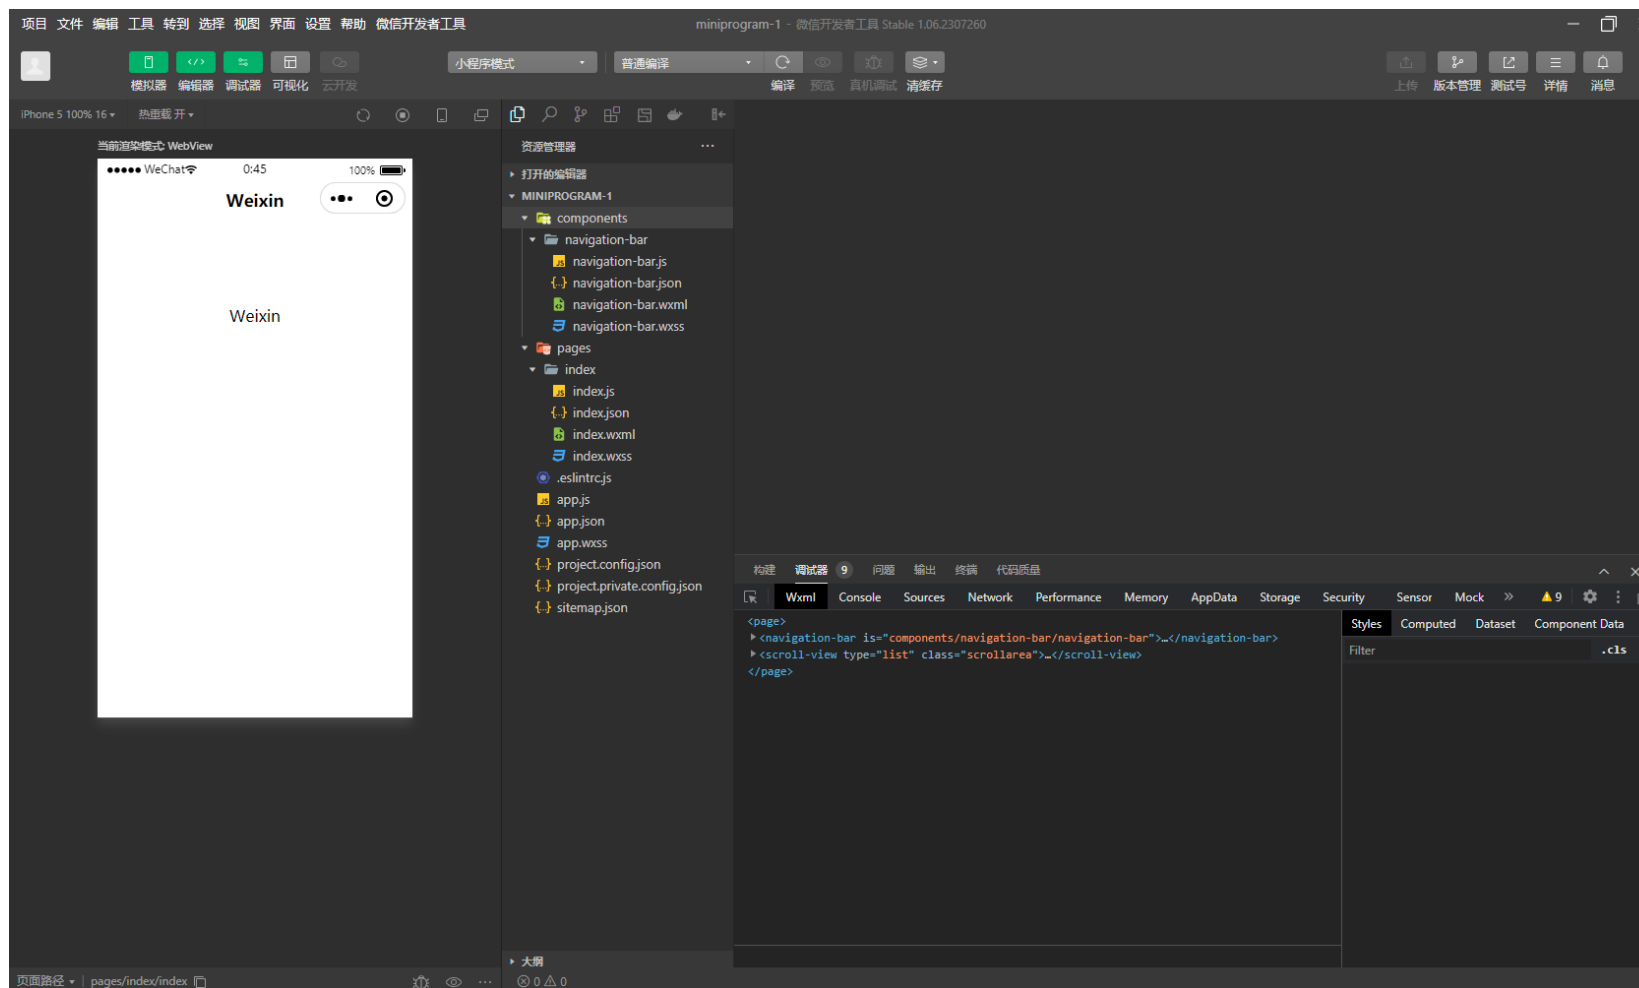 项目 文件 编辑 工具 转到 选择 视图 界面 设置 帮助 微信开发者工具
miniprogram-1 - 微信开发者工具 Stable 1.06.2307260
小程序模式 普通编译
模拟器 编辑器 调试器 可视化 云开发
编译 预览 真机调试 清缓存
上传 版本管理 测试号 详情 消息
iPhone 5 100% 16 热重载 开
当前渲染模式: WebView
WeChat 0:45 100%
Weixin
Weixin
资源管理器
打开的编辑器
MINIPROGRAM-1
components
navigation-bar
navigation-bar.js
navigation-bar.json
navigation-bar.wxml
navigation-bar.wxss
pages
index
index.js
index.json
index.wxml
index.wxss
.eslintrc.js
app.js
app.json
app.wxss
project.config.json
project.private.config.json
sitemap.json
大纲
构建 调试器 9 问题 输出 终端 代码质量
Wxml Console Sources Network Performance Memory AppData Storage Security Sensor Mock » 9
<page>
<navigation-bar is="components/navigation-bar/navigation-bar">…</navigation-bar>
<scroll-view type="list" class="scrollarea">…</scroll-view>
</page>
Styles Computed Dataset Component Data
Filter .cls
页面路径 pages/index/index
0 0